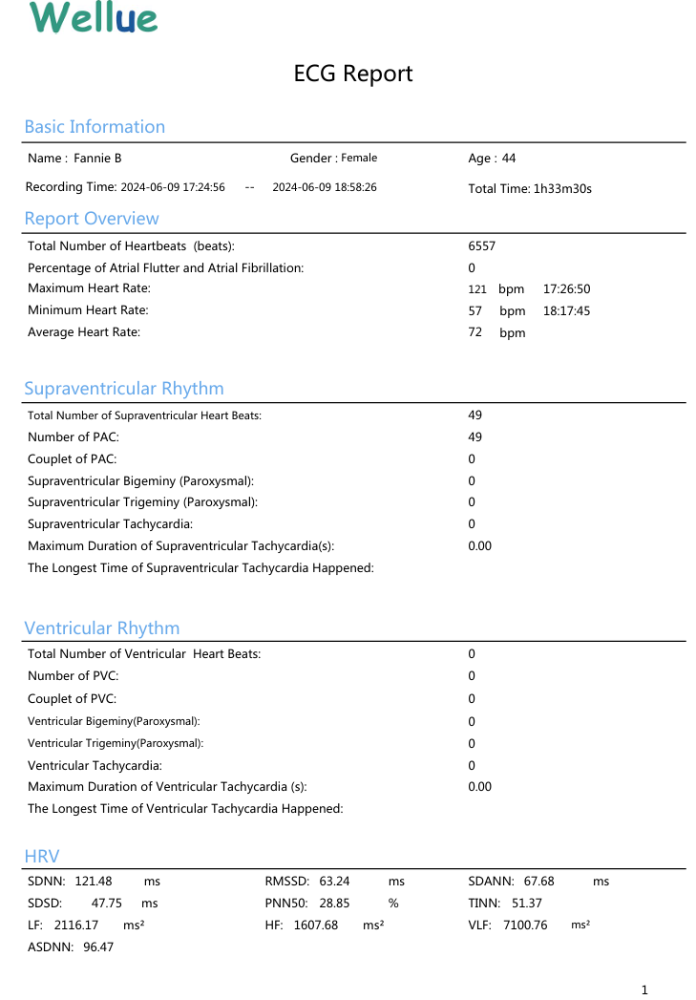 Wellue
ECG Report
Basic Information
Name : Fannie B Gender : Female Age : 44
Recording Time: 2024-06-09 17:24:56 -- 2024-06-09 18:58:26 Total Time: 1h33m30s
Report Overview
Total Number of Heartbeats (beats): 6557
Percentage of Atrial Flutter and Atrial Fibrillation: 0
Maximum Heart Rate: 121 bpm 17:26:50
Minimum Heart Rate: 57 bpm 18:17:45
Average Heart Rate: 72 bpm
Supraventricular Rhythm
Total Number of Supraventricular Heart Beats: 49
Number of PAC: 49
Couplet of PAC: 0
Supraventricular Bigeminy (Paroxysmal): 0
Supraventricular Trigeminy (Paroxysmal): 0
Supraventricular Tachycardia: 0
Maximum Duration of Supraventricular Tachycardia(s): 0.00
The Longest Time of Supraventricular Tachycardia Happened:
Ventricular Rhythm
Total Number of Ventricular Heart Beats: 0
Number of PVC: 0
Couplet of PVC: 0
Ventricular Bigeminy(Paroxysmal): 0
Ventricular Trigeminy(Paroxysmal): 0
Ventricular Tachycardia: 0
Maximum Duration of Ventricular Tachycardia (s): 0.00
The Longest Time of Ventricular Tachycardia Happened:
HRV
SDNN: 121.48 ms RMSSD: 63.24 ms SDANN: 67.68 ms
SDSD: 47.75 ms PNN50: 28.85 % TINN: 51.37
LF: 2116.17 ms² HF: 1607.68 ms² VLF: 7100.76 ms²
ASDNN: 96.47
1